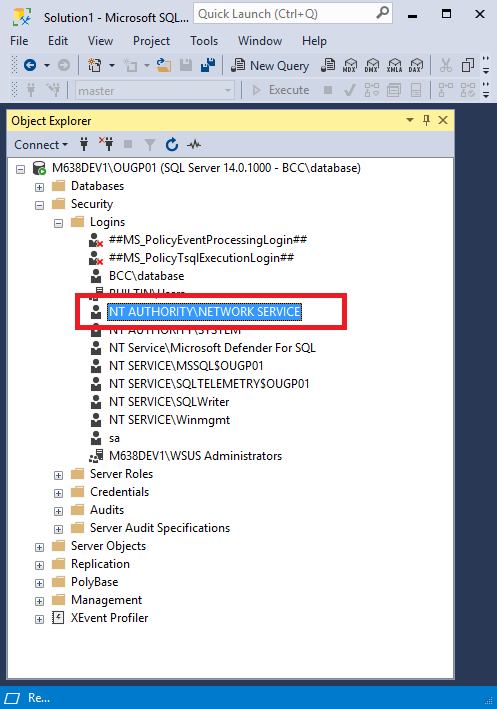 Solution1 - Microsoft SQL...
Quick Launch (Ctrl+Q)
File Edit View Project Tools Window Help
New Query MDX DMX XMLA DAX
master Execute
Object Explorer
Connect
M638DEV1\OUGP01 (SQL Server 14.0.1000 - BCC\database)
Databases
Security
Logins
##MS_PolicyEventProcessingLogin##
##MS_PolicyTsqlExecutionLogin##
BCC\database
BUILTIN\Users
NT AUTHORITY\NETWORK SERVICE
NT AUTHORITY\SYSTEM
NT Service\Microsoft Defender For SQL
NT SERVICE\MSSQL$OUGP01
NT SERVICE\SQLTELEMETRY$OUGP01
NT SERVICE\SQLWriter
NT SERVICE\Winmgmt
sa
M638DEV1\WSUS Administrators
Server Roles
Credentials
Audits
Server Audit Specifications
Server Objects
Replication
PolyBase
Management
XEvent Profiler
Re...